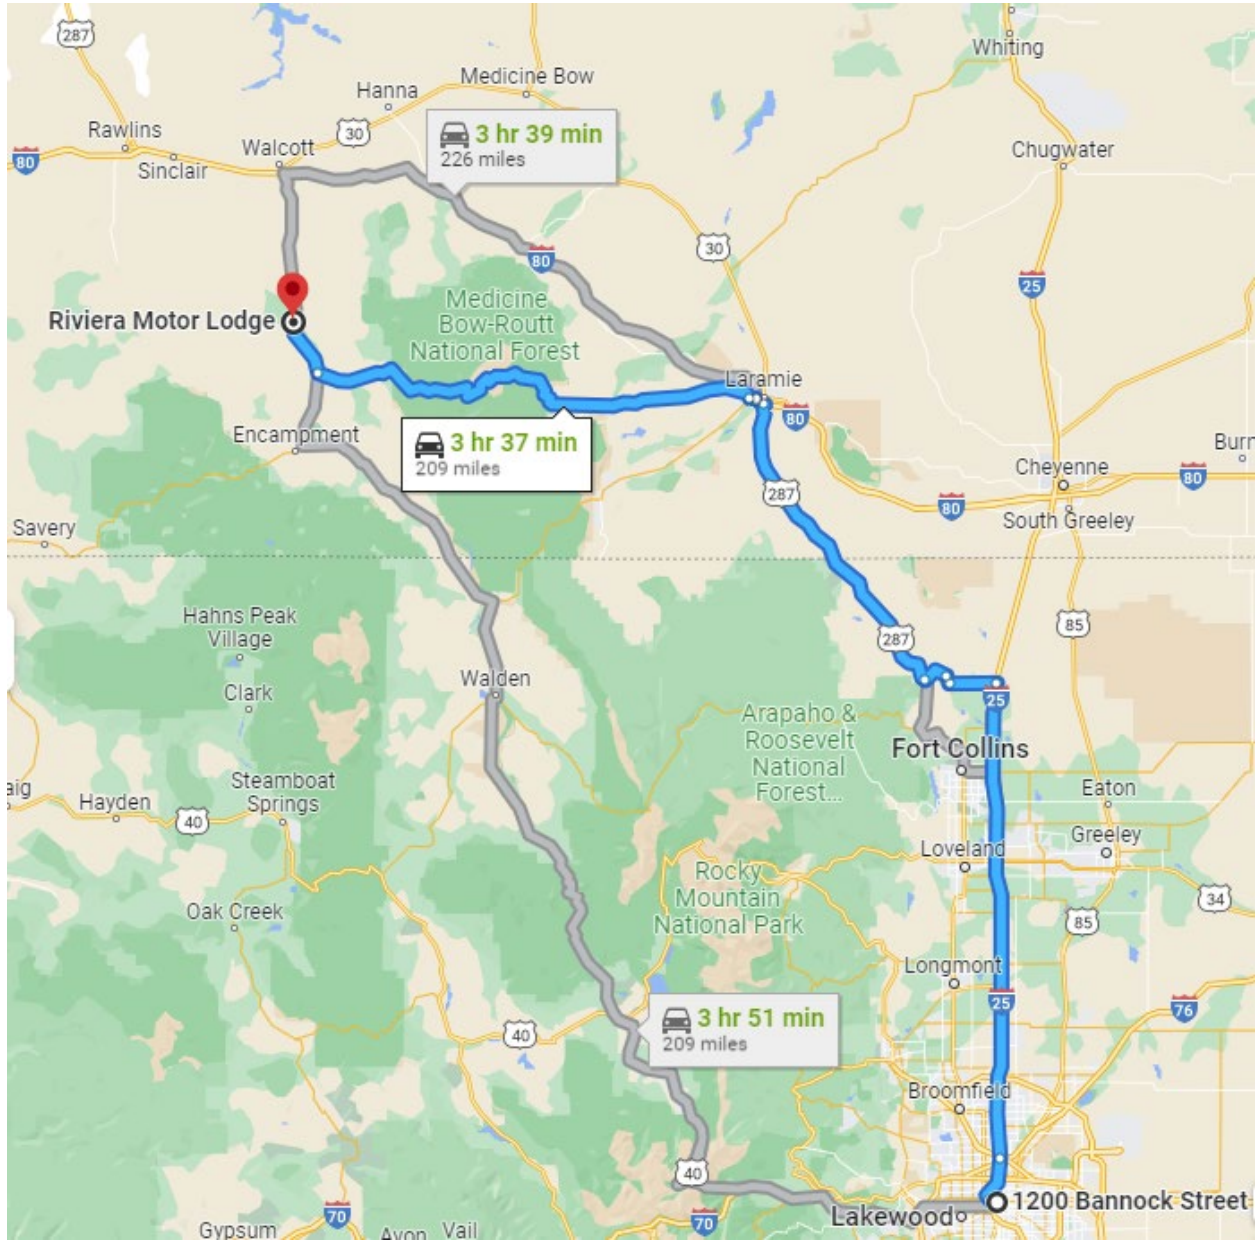 287
Whiting
Medicine Bow
Hanna
30
Rawlins
3 hr 39 min
226 miles
Walcott
80
Sinclair
Chugwater
30
80
25
Medicine
Bow-Routt
National Forest
Riviera Motor Lodge
Laramie
80
3 hr 37 min
209 miles
Encampment
Burn
Cheyenne
80
287
80
South Greeley
Savery
Hahns Peak
Village
85
287
Walden
Clark
25
Arapaho &
Roosevelt
National
Forest...
Fort Collins
Steamboat
Springs
aig
Hayden
40
Eaton
Greeley
Loveland
Rocky
Mountain
National Park
34
Oak Creek
85
Longmont
25
76
3 hr 51 min
209 miles
40
Broomfield
40
1200 Bannock Street
Lakewood
70
70
Gypsum
Avon
Vail